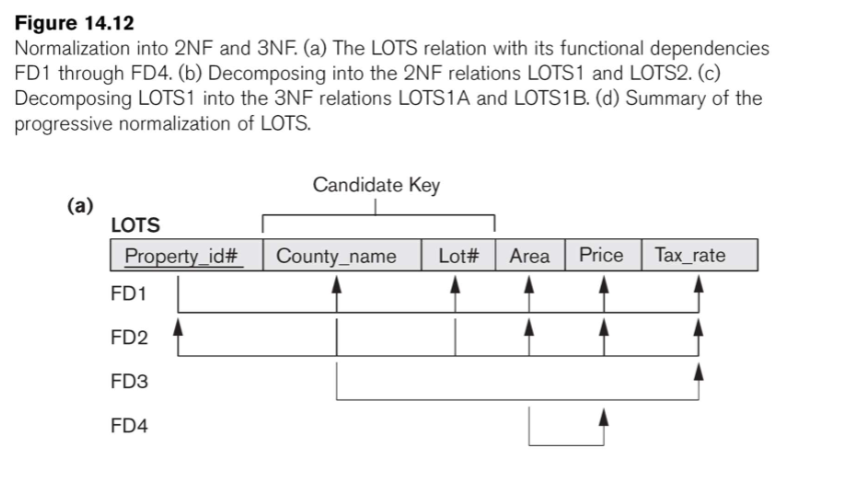 Figure 14.12
Normalization into 2NF and 3NF. (a) The LOTS relation with its functional dependencies
FD1 through FD4. (b) Decomposing into the 2NF relations LOTS1 and LOTS2. (c)
Decomposing LOTS1 into the 3NF relations LOTS1A and LOTS1B. (d) Summary of the
progressive normalization of LOTS.
Candidate Key
(a)
LOTS
Property_id# County_name Lot# Area Price Tax_rate
FD1
FD2
FD3
FD4